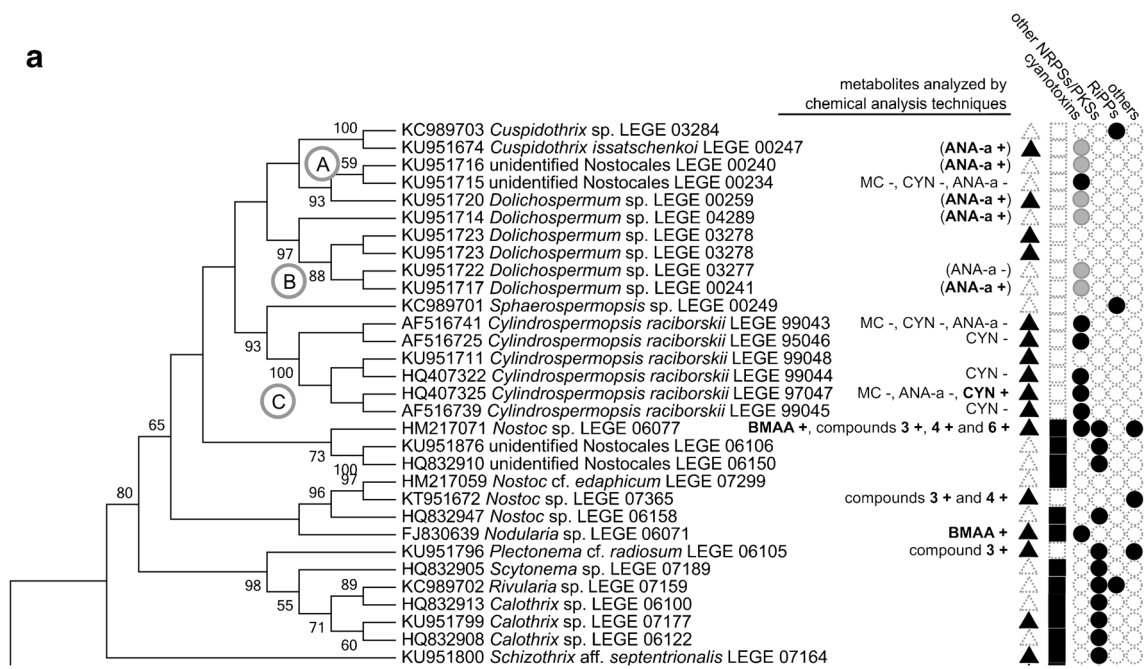 a
other NRPSs/PKSs
cyanotoxins
RiPPs
others
metabolites analyzed by
chemical analysis techniques
100 KC989703 Cuspidothrix sp. LEGE 03284
KU951674 Cuspidothrix issatschenkoi LEGE 00247 (ANA-a +)
A 59 KU951716 unidentified Nostocales LEGE 00240 (ANA-a +)
KU951715 unidentified Nostocales LEGE 00234 MC -, CYN -, ANA-a -
93 KU951720 Dolichospermum sp. LEGE 00259 (ANA-a +)
KU951714 Dolichospermum sp. LEGE 04289 (ANA-a +)
KU951723 Dolichospermum sp. LEGE 03278
97 KU951723 Dolichospermum sp. LEGE 03278
B 88 KU951722 Dolichospermum sp. LEGE 03277 (ANA-a -)
KU951717 Dolichospermum sp. LEGE 00241 (ANA-a +)
KC989701 Sphaerospermopsis sp. LEGE 00249
AF516741 Cylindrospermopsis raciborskii LEGE 99043 MC -, CYN -, ANA-a -
93 AF516725 Cylindrospermopsis raciborskii LEGE 95046 CYN -
KU951711 Cylindrospermopsis raciborskii LEGE 99048
100 HQ407322 Cylindrospermopsis raciborskii LEGE 99044 CYN -
C HQ407325 Cylindrospermopsis raciborskii LEGE 97047 MC -, ANA-a -, CYN +
AF516739 Cylindrospermopsis raciborskii LEGE 99045 CYN -
65 HM217071 Nostoc sp. LEGE 06077 BMAA +, compounds 3 +, 4 + and 6 +
KU951876 unidentified Nostocales LEGE 06106
73 100 HQ832910 unidentified Nostocales LEGE 06150
97 HM217059 Nostoc cf. edaphicum LEGE 07299
80 96 KT951672 Nostoc sp. LEGE 07365 compounds 3 + and 4 +
HQ832947 Nostoc sp. LEGE 06158
FJ830639 Nodularia sp. LEGE 06071 BMAA +
KU951796 Plectonema cf. radiosum LEGE 06105 compound 3 +
HQ832905 Scytonema sp. LEGE 07189
98 89 KC989702 Rivularia sp. LEGE 07159
55 HQ832913 Calothrix sp. LEGE 06100
71 KU951799 Calothrix sp. LEGE 07177
60 HQ832908 Calothrix sp. LEGE 06122
KU951800 Schizothrix aff. septentrionalis LEGE 07164